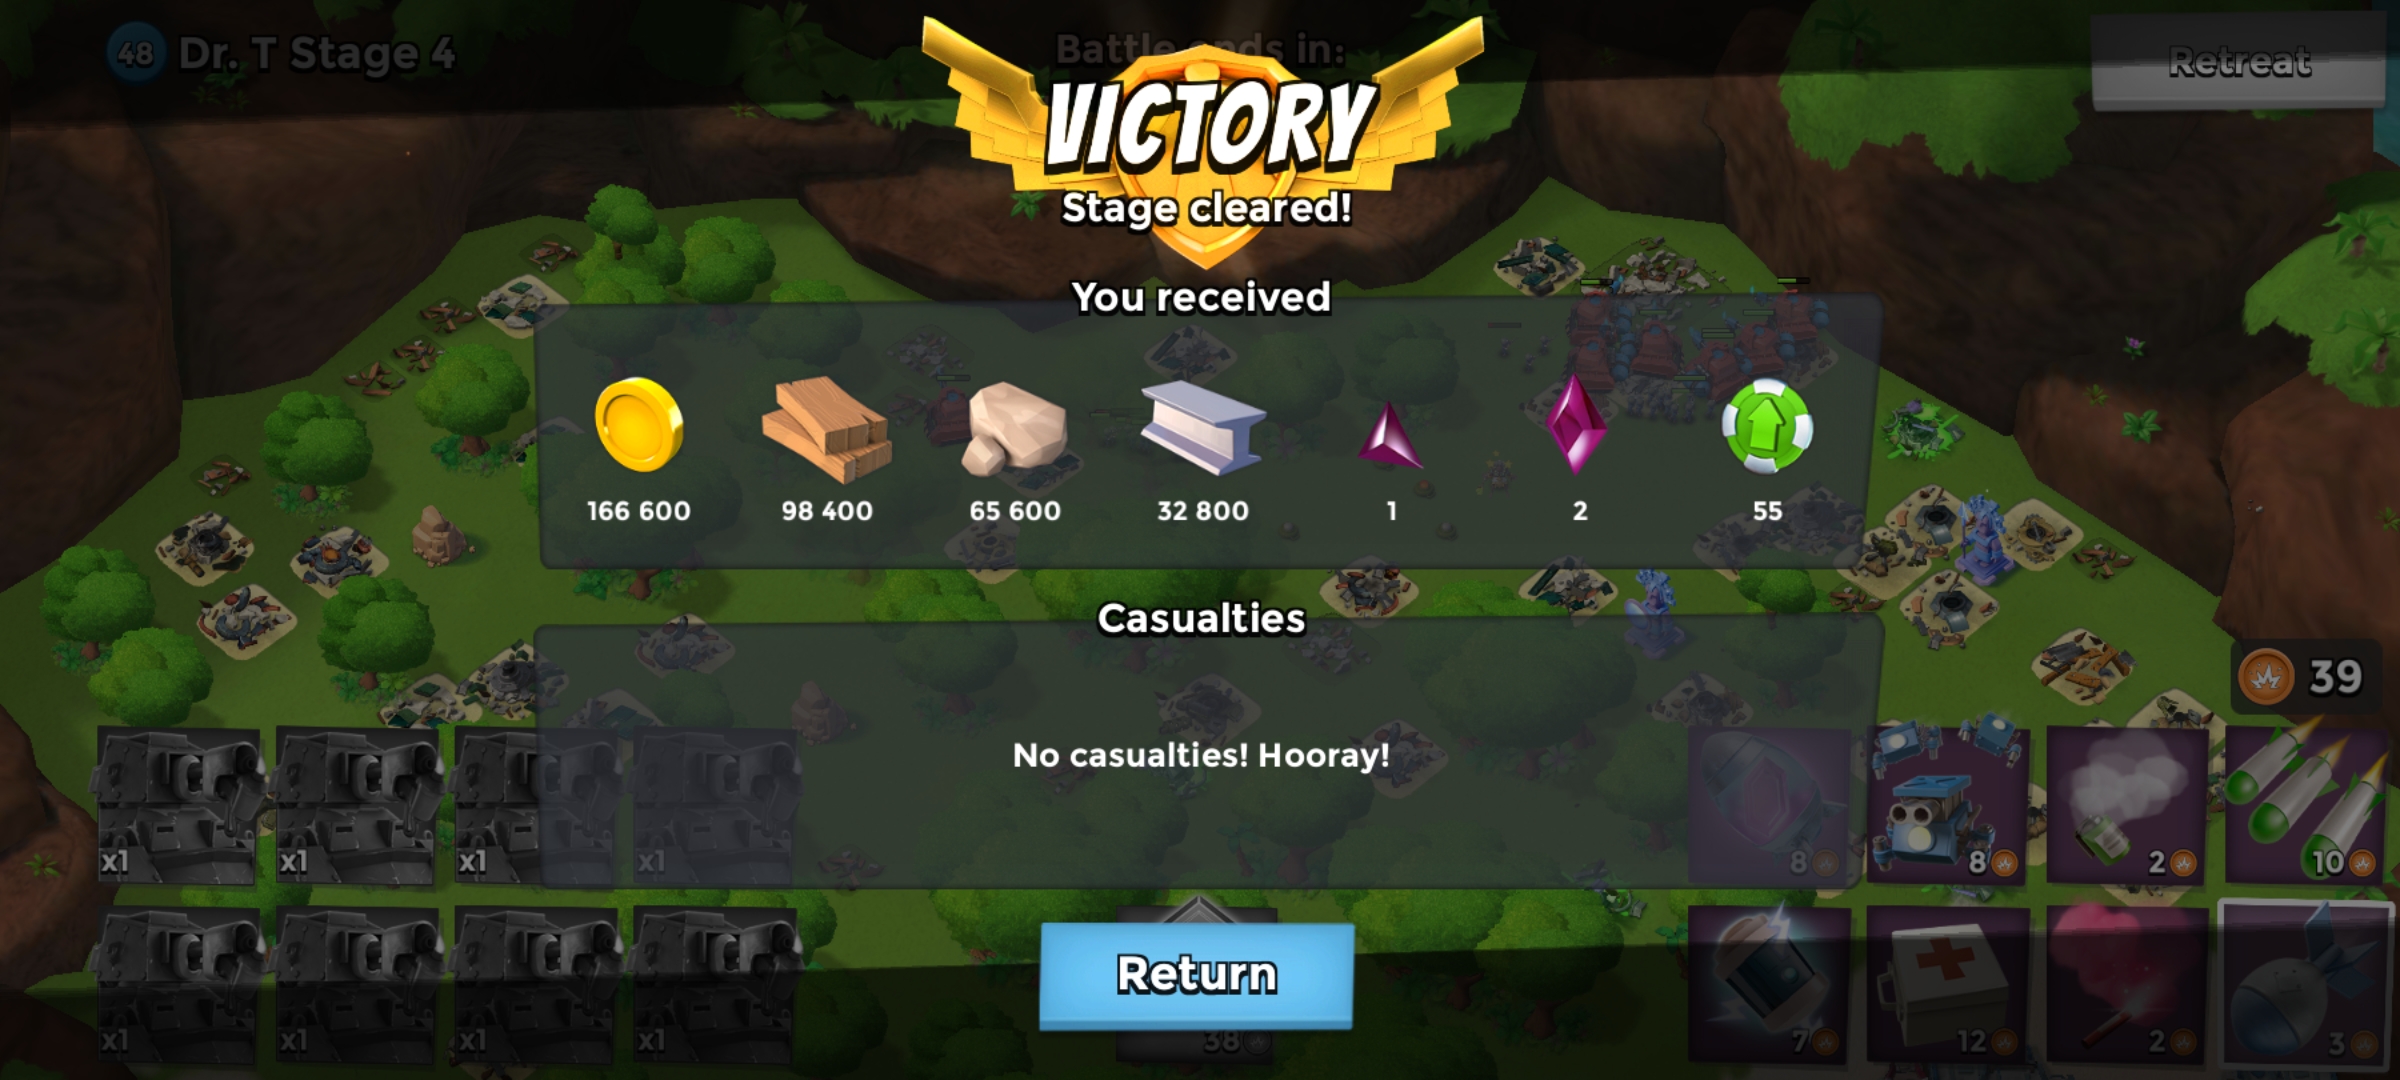 48 Dr. T Stage 4
Battle ends in:
Retreat
VICTORY
Stage cleared!
You received
166 600
98 400
65 600
32 800
1
2
55
Casualties
No casualties! Hooray!
39
x1 x1 x1 x1
8 8 2 10
x1 x1 x1 x1
Return
38
7 12 2 3